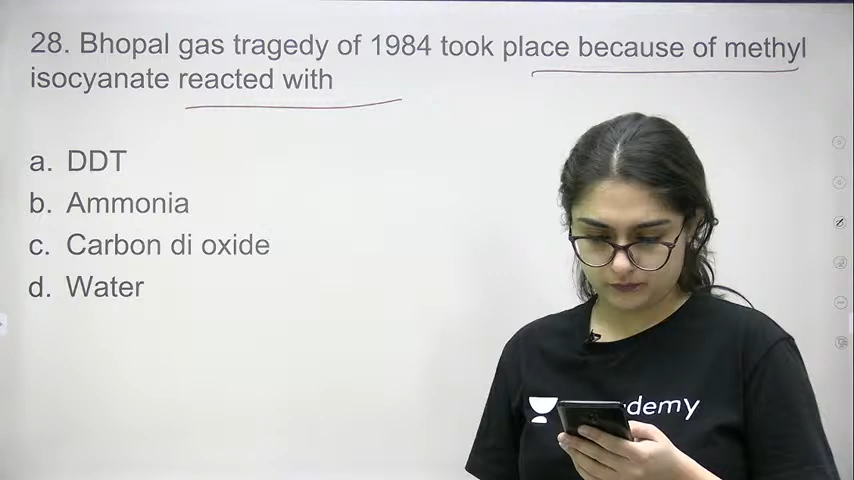 28. Bhopal gas tragedy of 1984 took place because of methyl
isocyanate reacted with
a. DDT
b. Ammonia
c. Carbon di oxide
d. Water
demy